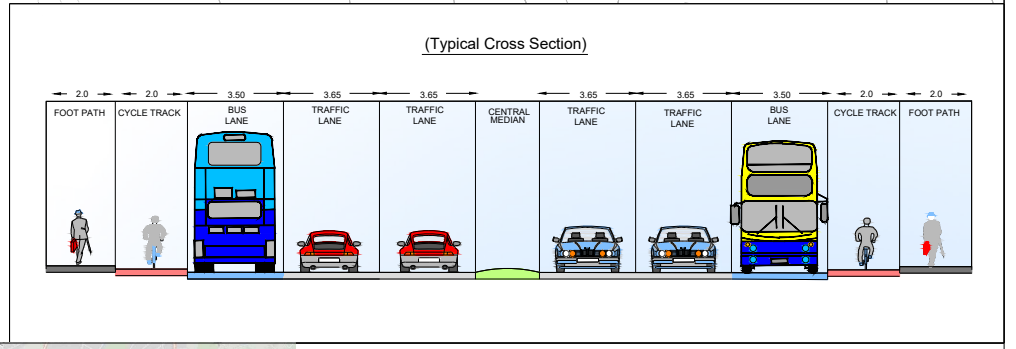 (Typical Cross Section)
2.0 2.0 3.50 3.65 3.65 3.65 3.65 3.50 2.0 2.0
FOOT PATH CYCLE TRACK BUS LANE TRAFFIC LANE TRAFFIC LANE CENTRAL MEDIAN TRAFFIC LANE TRAFFIC LANE BUS LANE CYCLE TRACK FOOT PATH